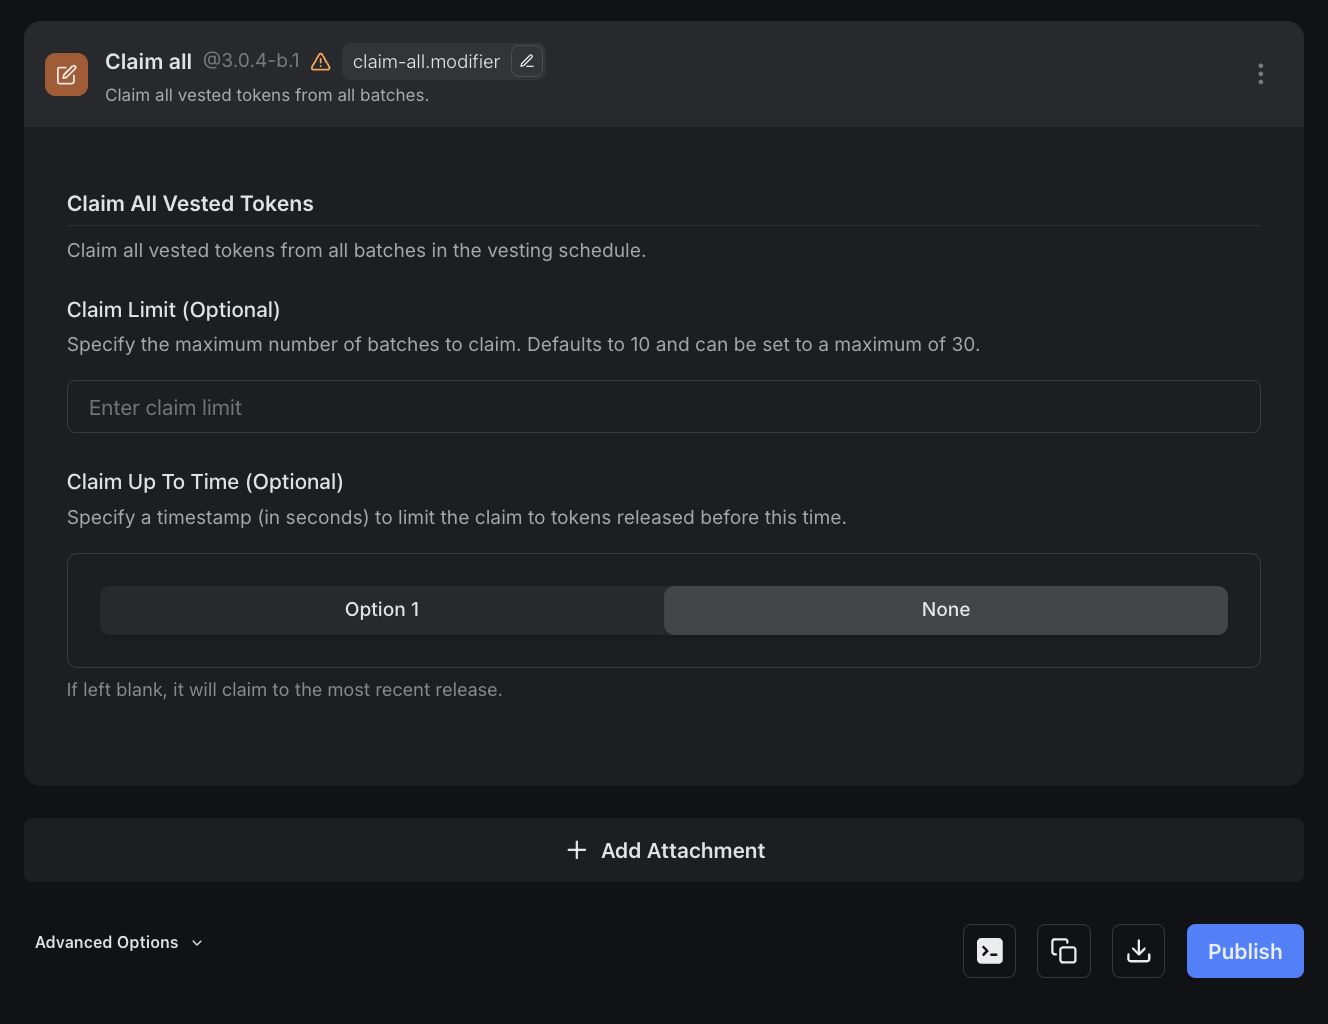 Claim all @3.0.4-b.1 claim-all.modifier
Claim all vested tokens from all batches.
Claim All Vested Tokens
Claim all vested tokens from all batches in the vesting schedule.
Claim Limit (Optional)
Specify the maximum number of batches to claim. Defaults to 10 and can be set to a maximum of 30.
Enter claim limit
Claim Up To Time (Optional)
Specify a timestamp (in seconds) to limit the claim to tokens released before this time.
Option 1 None
If left blank, it will claim to the most recent release.
Add Attachment
Advanced Options Publish